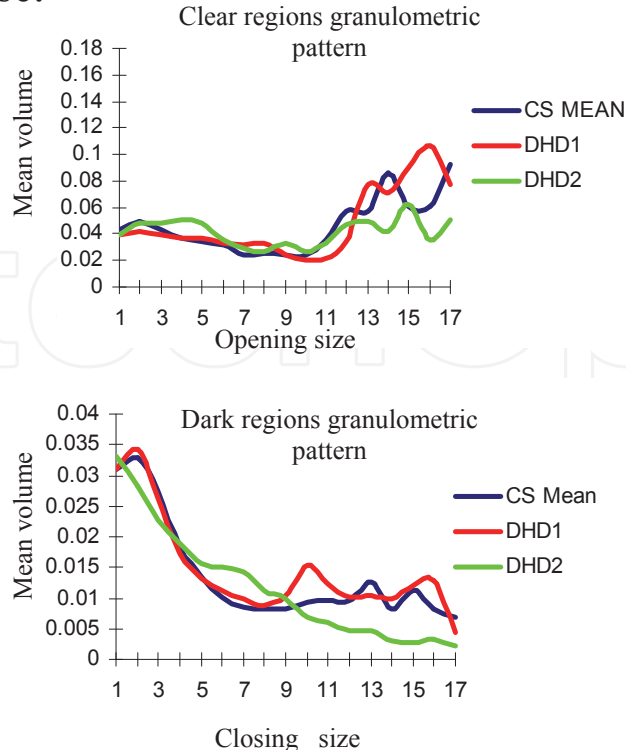 Clear regions granulometric
pattern
Mean volume
0.18
0.16
0.14
0.12
0.1
0.08
0.06
0.04
0.02
0
1 3 5 7 9 11 13 15 17
Opening size
CS MEAN
DHD1
DHD2
Dark regions granulometric
pattern
Mean volume
0.04
0.035
0.03
0.025
0.02
0.015
0.01
0.005
0
1 3 5 7 9 11 13 15 17
Closing size
CS Mean
DHD1
DHD2